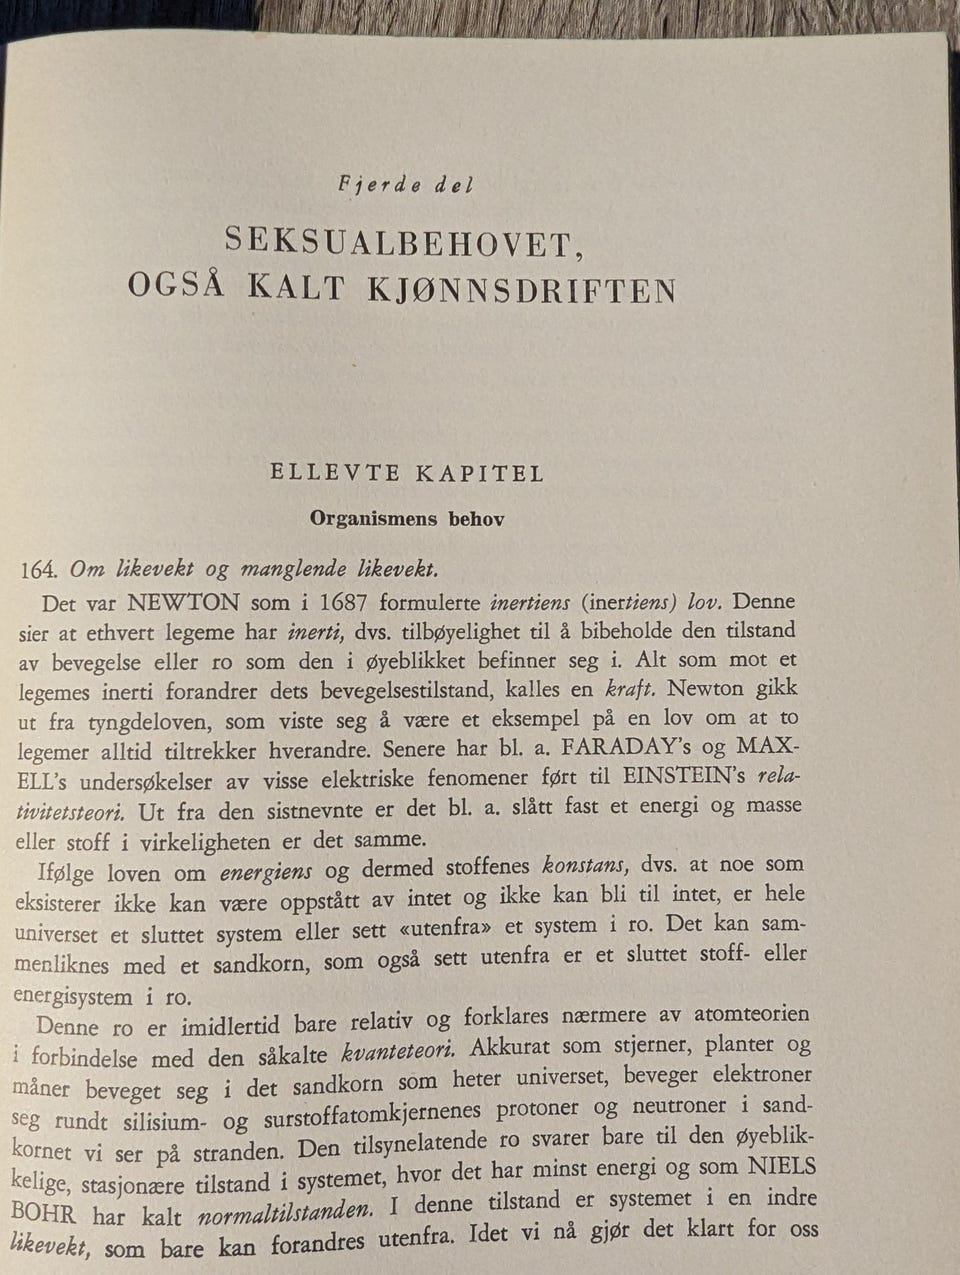 Fjerde del
SEKSUALBEHOVET,
OGSÅ KALT KJØNNSDRIFTEN
ELLEVTE KAPITEL
Organismens behov
164. Om likevekt og manglende likevekt.
Det var NEWTON som i 1687 formulerte inertiens (inertiens) lov. Denne
sier at ethvert legeme har inerti, dvs. tilbøyelighet til å bibeholde den tilstand
av bevegelse eller ro som den i øyeblikket befinner seg i. Alt som mot et
legemes inerti forandrer dets bevegelsestilstand, kalles en kraft. Newton gikk
ut fra tyngdeloven, som viste seg å være et eksempel på en lov om at to
legemer alltid tiltrekker hverandre. Senere har bl. a. FARADAY's og MAX-
ELL's undersøkelser av visse elektriske fenomener ført til EINSTEIN's rela-
tivitetsteori. Ut fra den sistnevnte er det bl. a. slått fast et energi og masse
eller stoff i virkeligheten er det samme.
Ifølge loven om energiens og dermed stoffenes konstans, dvs. at noe som
eksisterer ikke kan være oppstått av intet og ikke kan bli til intet, er hele
universet et sluttet system eller sett «utenfra» et system i ro. Det kan sam-
menliknes med et sandkorn, som også sett utenfra er et sluttet stoff- eller
energisystem i ro.
Denne ro er imidlertid bare relativ og forklares nærmere av atomteorien
i forbindelse med den såkalte kvanteteori. Akkurat som stjerner, planter og
måner beveget seg i det sandkorn som heter universet, beveger elektroner
seg rundt silisium- og surstoffatomkjernenes protoner og neutroner i sand-
kornet vi ser på stranden. Den tilsynelatende ro svarer bare til den øyeblik-
kelige, stasjonære tilstand i systemet, hvor det har minst energi og som NIELS
BOHR har kalt normaltilstanden. I denne tilstand er systemet i en indre
likevekt, som bare kan forandres utenfra. Idet vi nå gjør det klart for oss